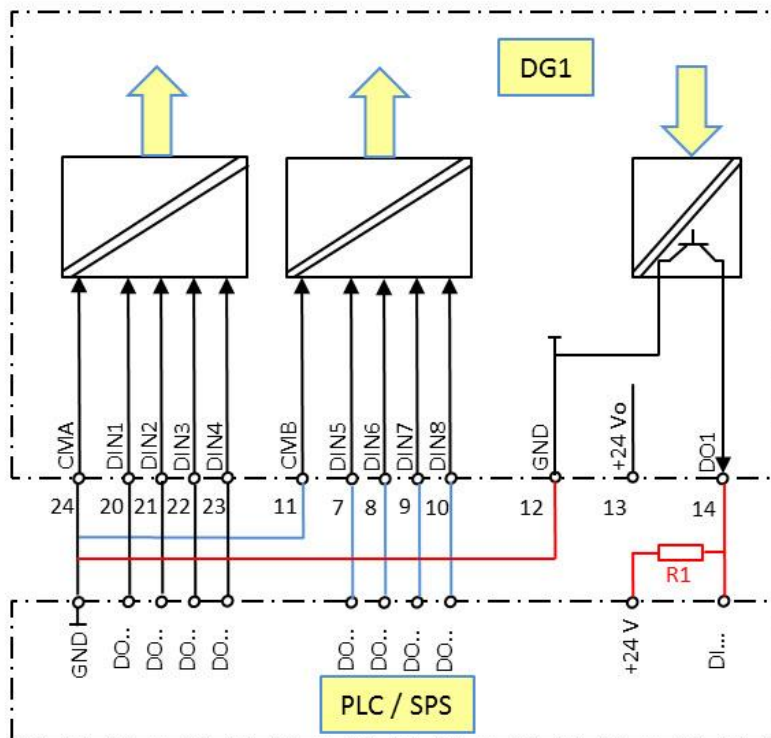 DG1
CMA
DIN1
DIN2
DIN3
DIN4
CMB
DIN5
DIN6
DIN7
DIN8
GND
+24 Vo
DO1
24
20
21
22
23
11
7
8
9
10
12
13
14
R1
GND
DO..
DO..
DO..
DO..
DO..
DO..
DO..
DO..
+24 V
DI...
PLC / SPS